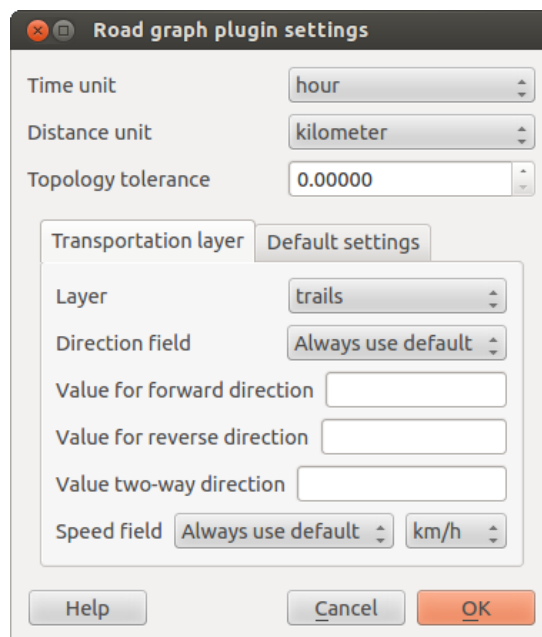 Road graph plugin settings
Time unit hour
Distance unit kilometer
Topology tolerance 0.00000
Transportation layer Default settings
Layer trails
Direction field Always use default
Value for forward direction
Value for reverse direction
Value two-way direction
Speed field Always use default km/h
Help Cancel OK